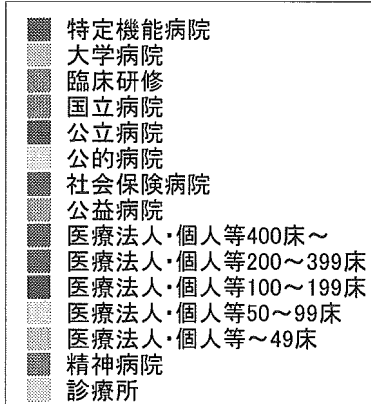 特定機能病院
大学病院
臨床研修
国立病院
公立病院
公的病院
社会保険病院
公益病院
医療法人・個人等400床～
医療法人・個人等200～399床
医療法人・個人等100～199床
医療法人・個人等50～99床
医療法人・個人等～49床
精神病院
診療所